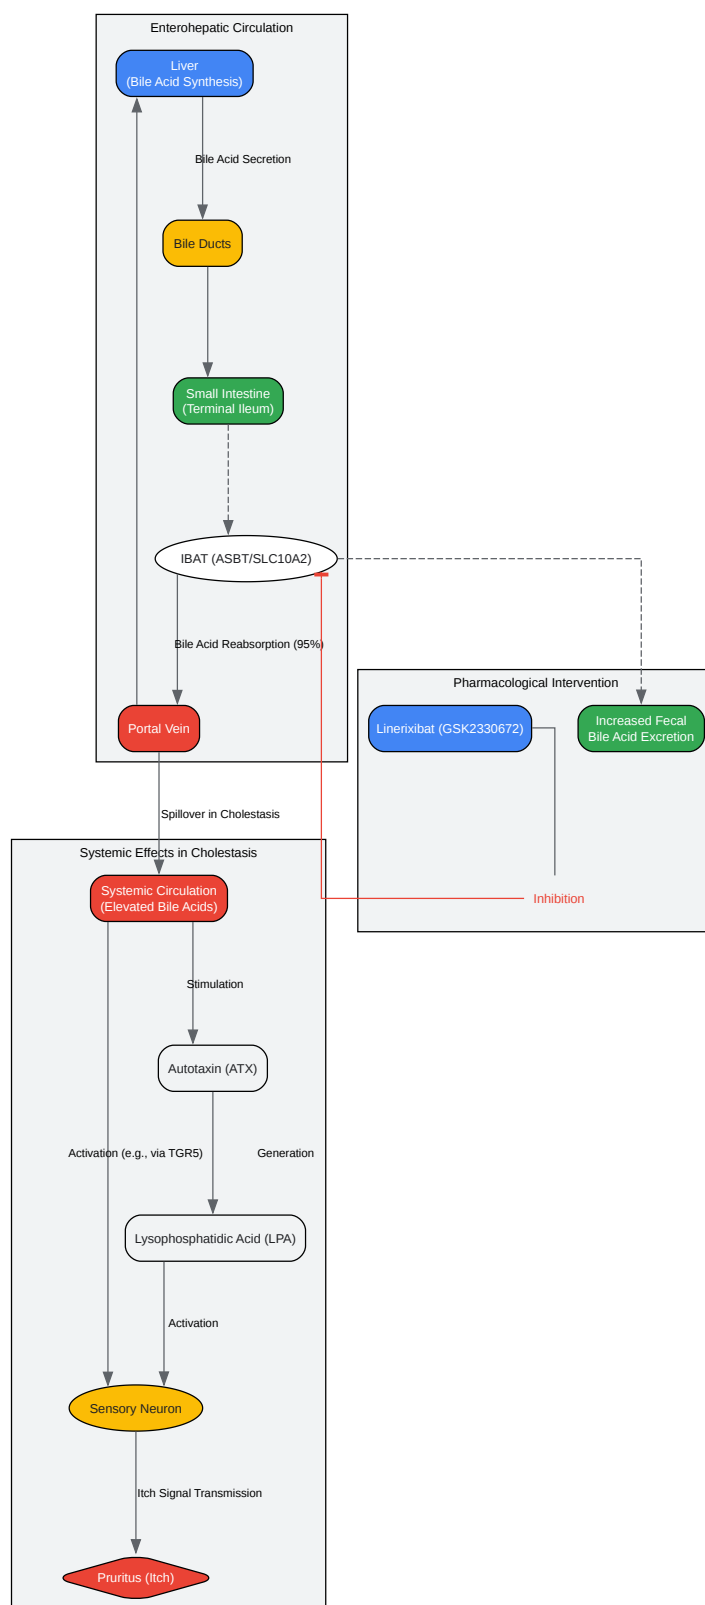 Enterohepatic Circulation
Liver
(Bile Acid Synthesis)
Bile Acid Secretion
Bile Ducts
Small Intestine
(Terminal Ileum)
IBAT (ASBT/SLC10A2)
Bile Acid Reabsorption (95%)
Portal Vein
Pharmacological Intervention
Linerixibat (GSK2330672)
Increased Fecal
Bile Acid Excretion
Inhibition
Spillover in Cholestasis
Systemic Effects in Cholestasis
Systemic Circulation
(Elevated Bile Acids)
Stimulation
Autotaxin (ATX)
Activation (e.g., via TGR5)
Generation
Lysophosphatidic Acid (LPA)
Activation
Sensory Neuron
Itch Signal Transmission
Pruritus (Itch)